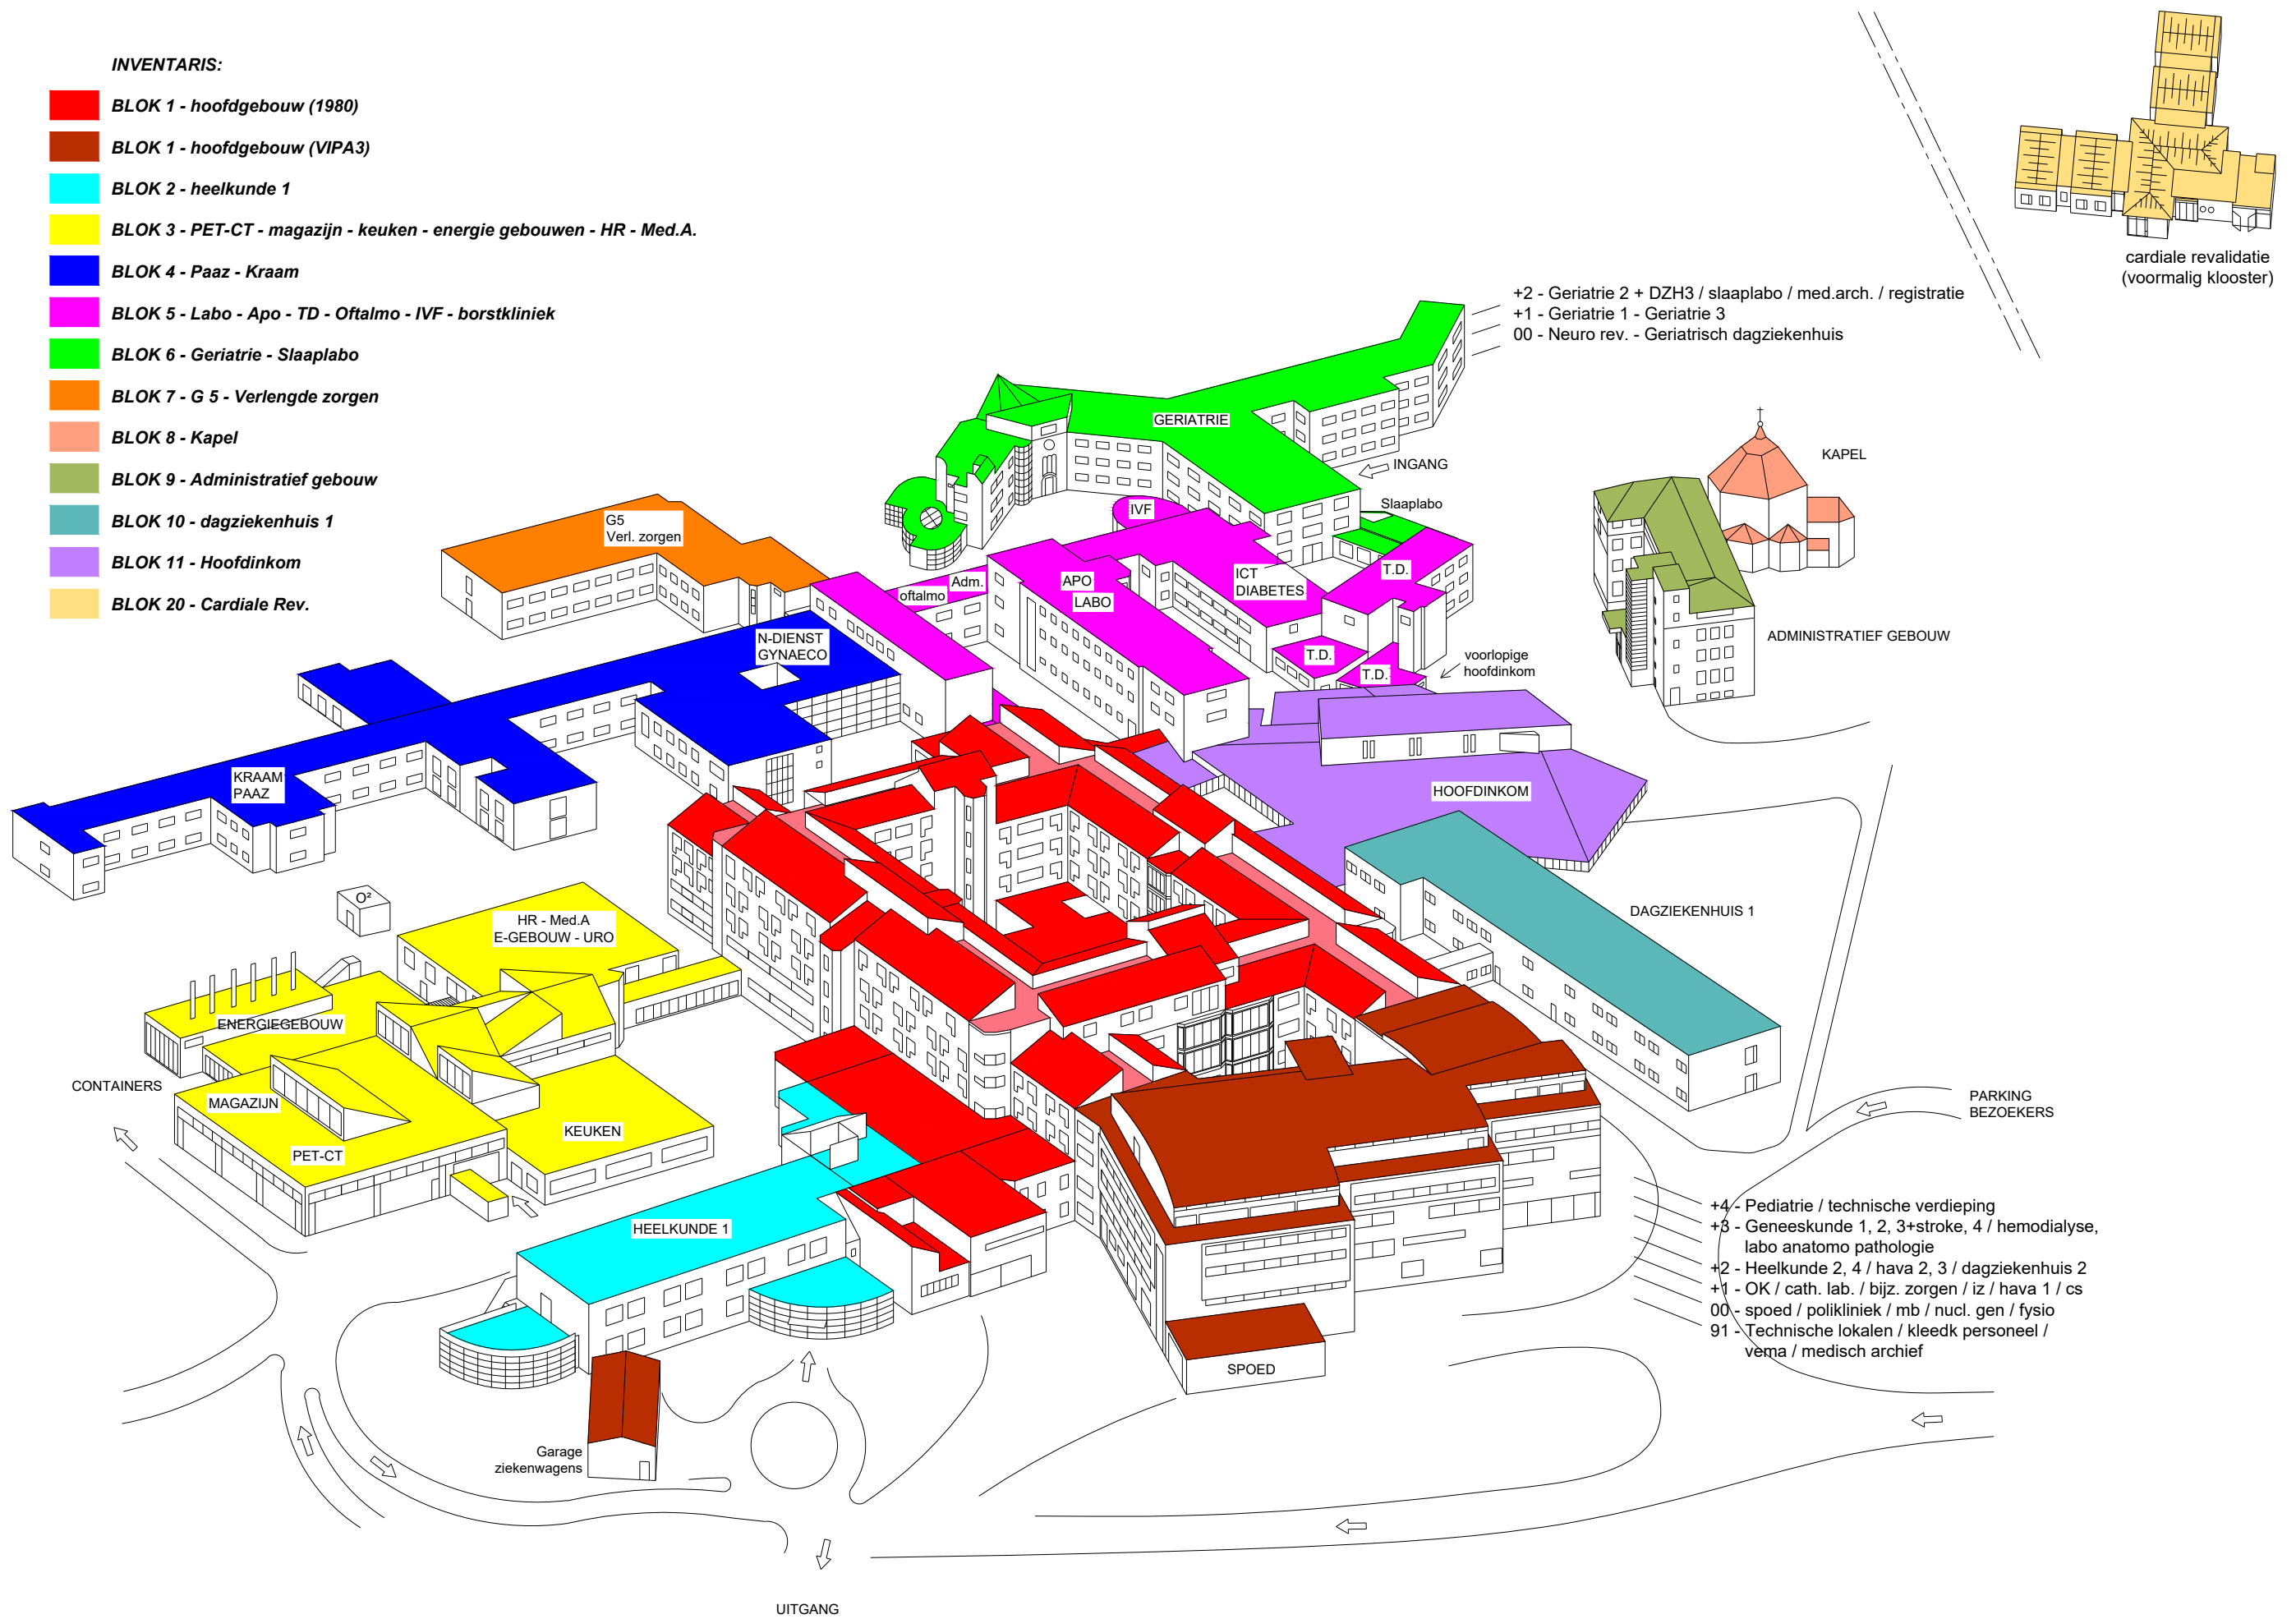 INVENTARIS:
BLOK 1 - hoofdgebouw (1980)
BLOK 1 - hoofdgebouw (VIPA3)
BLOK 2 - heelkunde 1
BLOK 3 - PET-CT - magazijn - keuken - energie gebouwen - HR - Med.A.
BLOK 4 - Paaz - Kraam
BLOK 5 - Labo - Apo - TD - Oftalmo - IVF - borstkliniek
BLOK 6 - Geriatrie - Slaaplabo
BLOK 7 - G 5 - Verlengde zorgen
BLOK 8 - Kapel
BLOK 9 - Administratief gebouw
BLOK 10 - dagziekenhuis 1
BLOK 11 - Hoofdinkom
BLOK 20 - Cardiale Rev.
cardiale revalidatie
(voormalig klooster)
+2 - Geriatrie 2 + DZH3 / slaaplabo / med.arch. / registratie
+1 - Geriatrie 1 - Geriatrie 3
00 - Neuro rev. - Geriatrisch dagziekenhuis
GERIATRIE
INGANG
KAPEL
Slaaplabo
IVF
G5
Verl. zorgen
ICT
DIABETES
T.D.
APO
LABO
Adm.
oftalmo
N-DIENST
GYNAECO
ADMINISTRATIEF GEBOUW
T.D.
T.D.
voorlopige
hoofdinkom
KRAAM
PAAZ
HOOFDINKOM
O²
HR - Med.A
E-GEBOUW - URO
DAGZIEKENHUIS 1
ENERGIEGEBOUW
CONTAINERS
MAGAZIJN
PET-CT
KEUKEN
PARKING
BEZOEKERS
HEELKUNDE 1
+4 - Pediatrie / technische verdieping
+3 - Geneeskunde 1, 2, 3+stroke, 4 / hemodialyse,
labo anatomo pathologie
+2 - Heelkunde 2, 4 / hava 2, 3 / dagziekenhuis 2
+1 - OK / cath. lab. / bijz. zorgen / iz / hava 1 / cs
00 - spoed / polikliniek / mb / nucl. gen / fysio
91 - Technische lokalen / kleedk personeel /
vema / medisch archief
SPOED
Garage
ziekenwagens
UITGANG